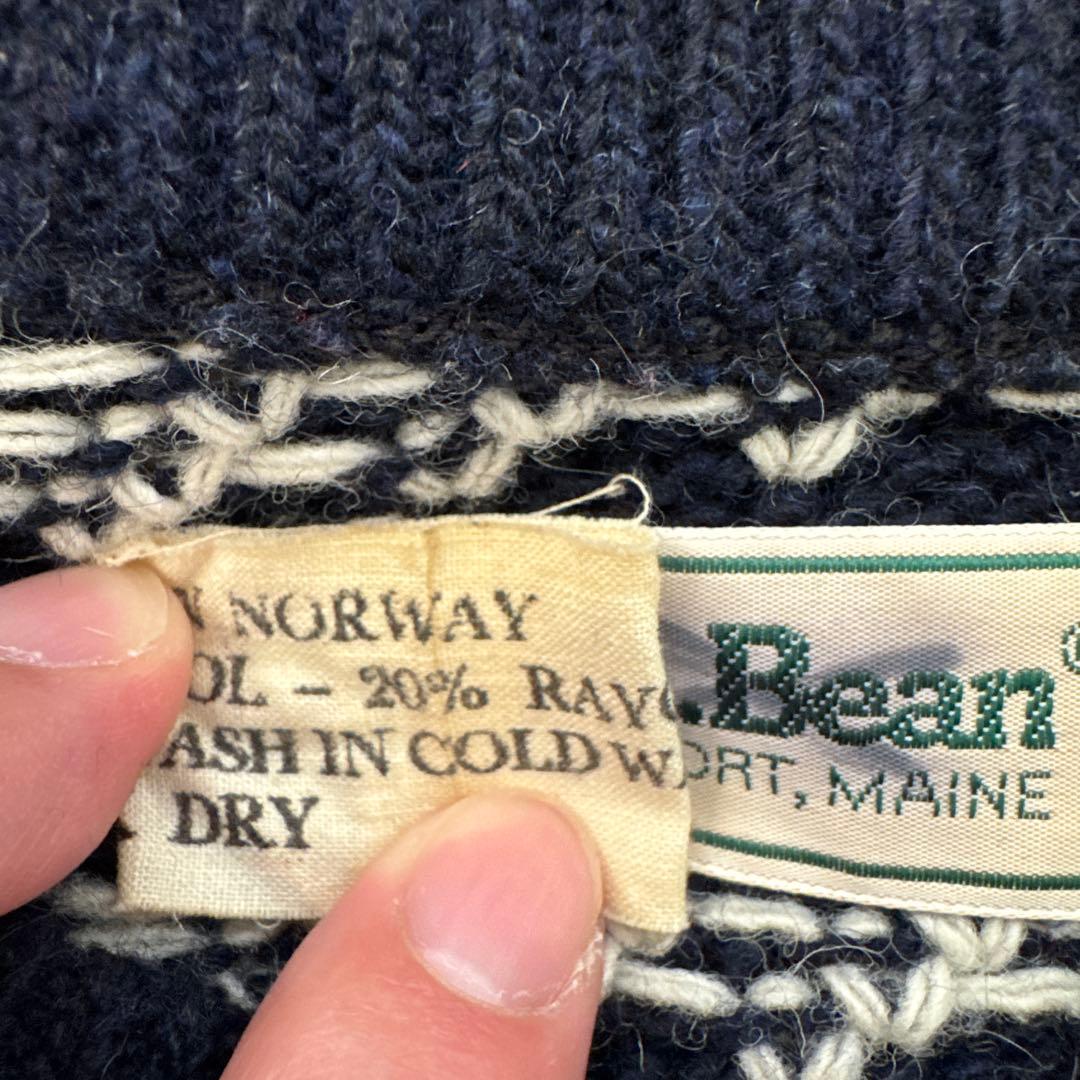 N NORWAY
OL – 20% RAY
ASH IN COLD W
DRY
.Bean®
ORT, MAINE